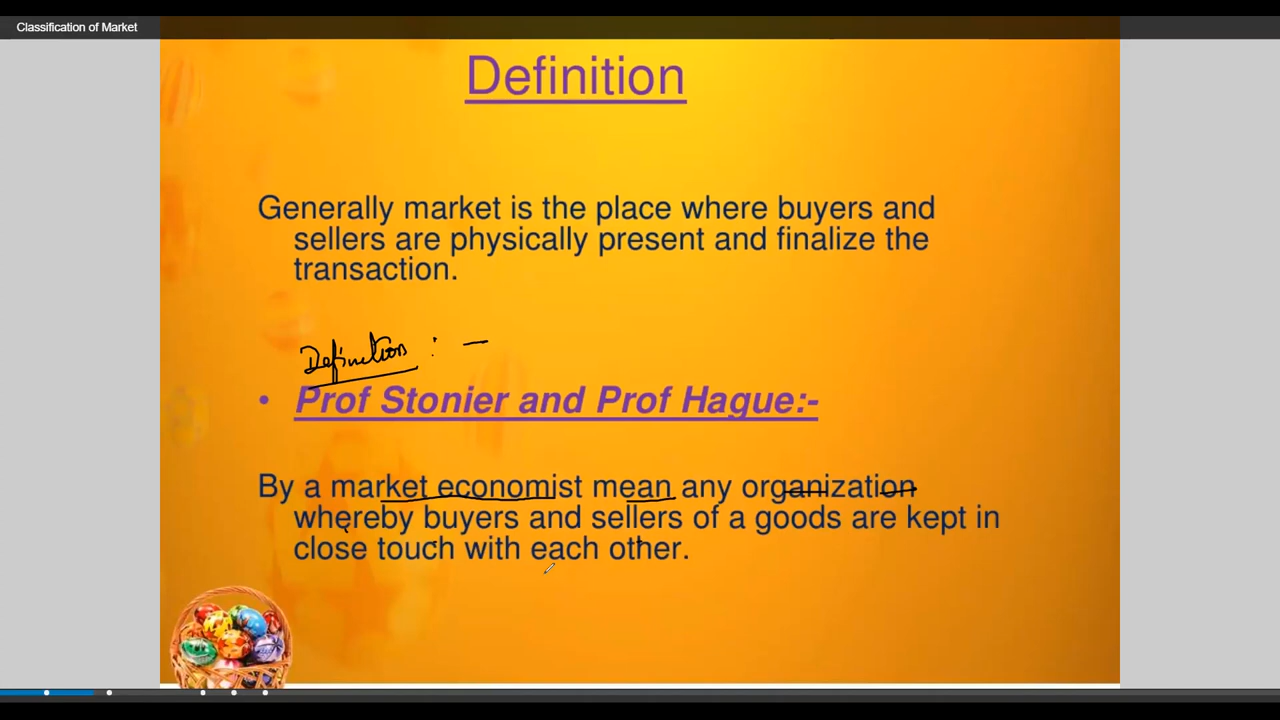 Classification of Market
Definition
Generally market is the place where buyers and
sellers are physically present and finalize the
transaction.
Definition : —
• Prof Stonier and Prof Hague:-
By a market economist mean any organization
whereby buyers and sellers of a goods are kept in
close touch with each other.